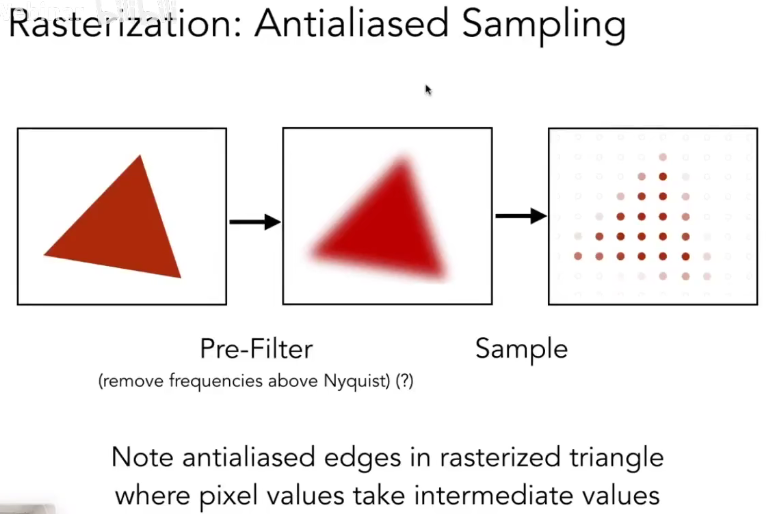 Rasterization: Antialiased Sampling
Pre-Filter
Sample
(remove frequencies above Nyquist) (?)
Note antialiased edges in rasterized triangle
where pixel values take intermediate values